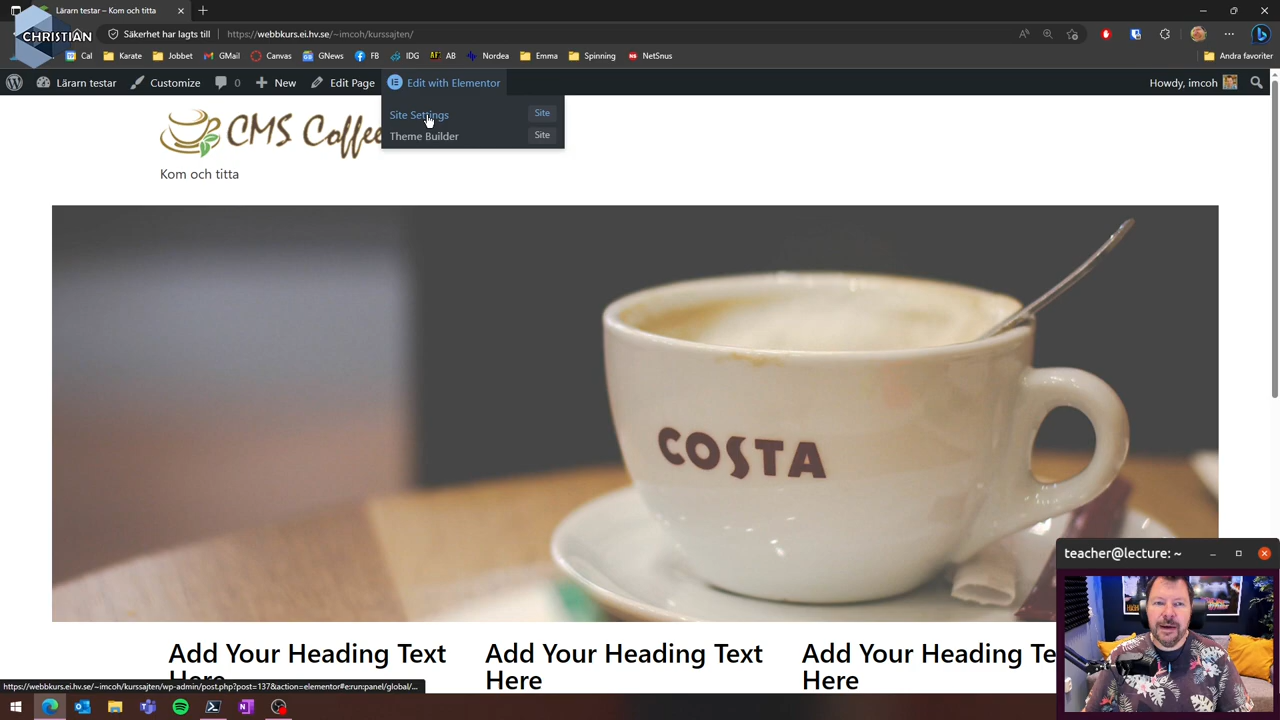 CHRISTIAN
Lärarn testar – Kom och titta
Säkerhet har lagts till
https://webbkurs.ei.hv.se/~imcoh/kurssajten/
Cal
Karate
Jobbet
GMail
Canvas
GNews
FB
IDG
AF
AB
Nordea
Emma
Spinning
NetSnus
Andra favoriter
Lärarn testar
Customize
0
New
Edit Page
Edit with Elementor
Howdy, imcoh
Site Settings
Site
Theme Builder
Site
CMS Coffee
Kom och titta
COSTA
teacher@lecture: ~
Add Your Heading Text
Here
Add Your Heading Text
Here
Add Your Heading Te
Here
https://webbkurs.ei.hv.se/~imcoh/kurssajten/wp-admin/post.php?post=137&action=elementor#e:run:panel/global/...